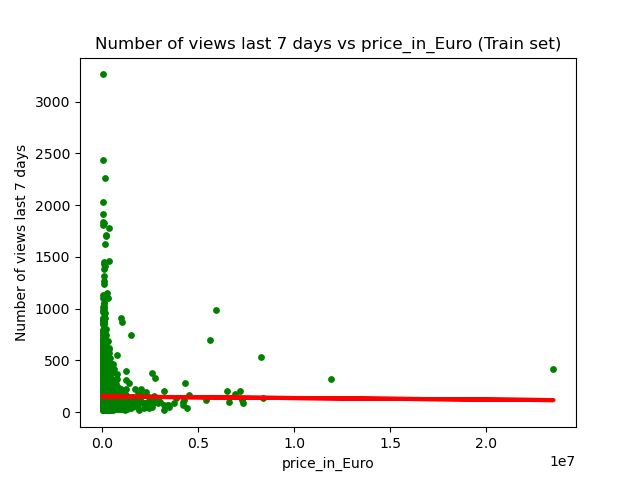 Number of views last 7 days vs price_in_Euro (Train set)
3000
2500
2000
1500
1000
500
0
Number of views last 7 days
0.0 0.5 1.0 1.5 2.0
1e7
price_in_Euro